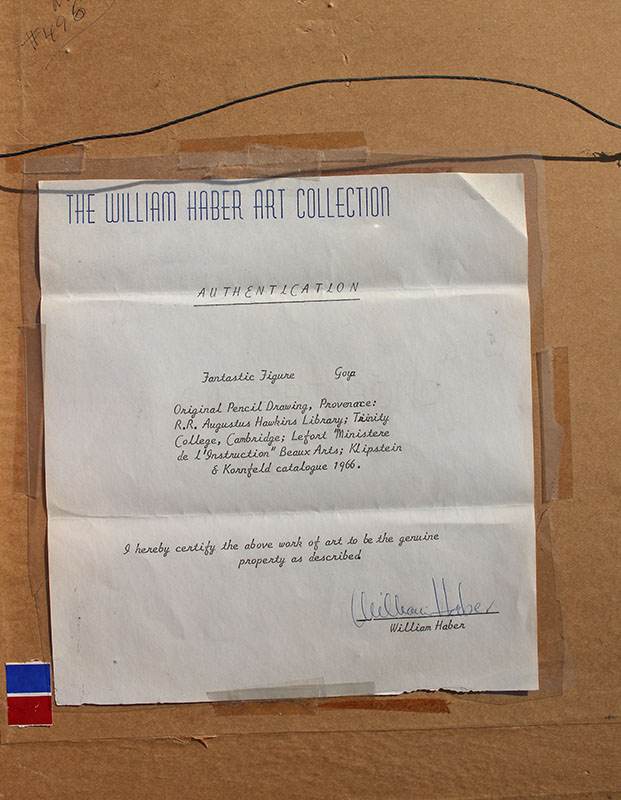 #496
THE WILLIAM HABER ART COLLECTION
AUTHENTICATION
Fantastic Figure Goya
Original Pencil Drawing, Provenace:
R.R. Augustus Hawkins Library; Trinity
College, Cambridge; Lefort "Ministere
de l'Instruction" Beaux Arts; Klipstein
& Kornfeld catalogue 1966.
I hereby certify the above work of art to be the genuine
property as described.
William Haber
William Haber